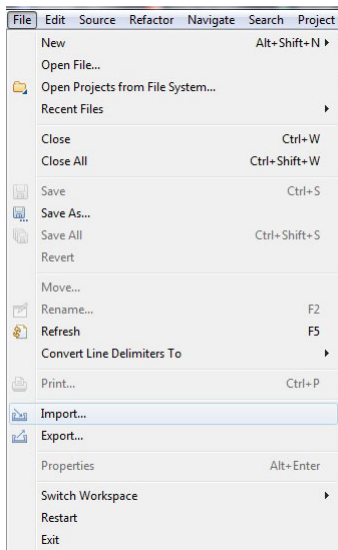 File Edit Source Refactor Navigate Search Project
New Alt+Shift+N
Open File...
Open Projects from File System...
Recent Files
Close Ctrl+W
Close All Ctrl+Shift+W
Save Ctrl+S
Save As...
Save All Ctrl+Shift+S
Revert
Move...
Rename... F2
Refresh F5
Convert Line Delimiters To
Print... Ctrl+P
Import...
Export...
Properties Alt+Enter
Switch Workspace
Restart
Exit